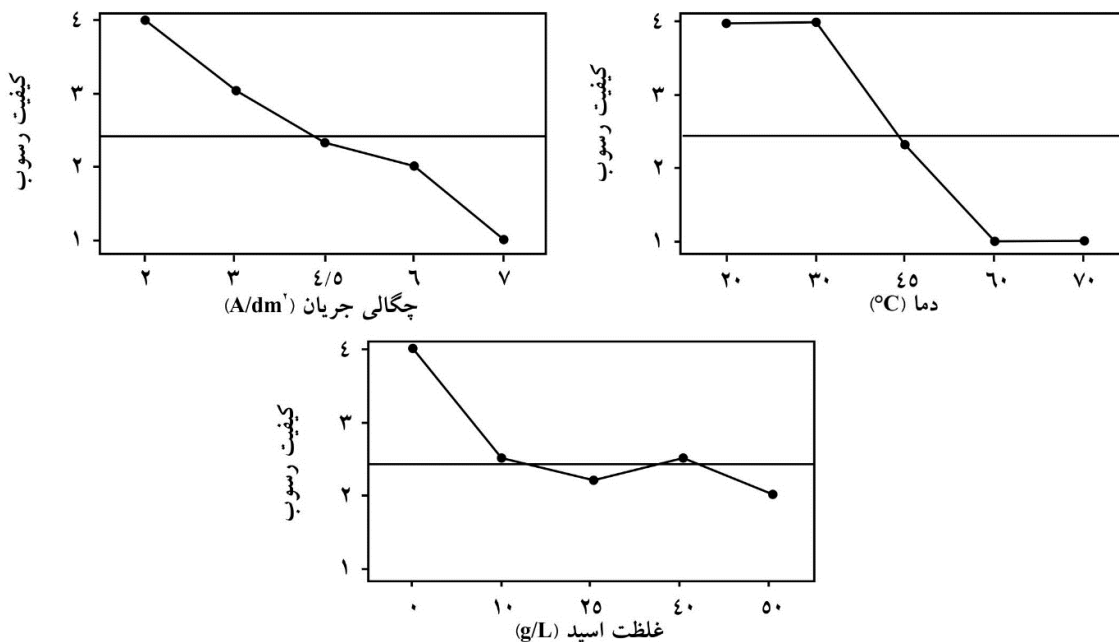 کیفیت رسوب
٤
٣
٢
١
٢ ٣ ٤/٥ ٦ ٧
چگالی جریان (A/dm²)
کیفیت رسوب
٤
٣
٢
١
٢٠ ٣٠ ٤٥ ٦٠ ٧٠
دما (°C)
کیفیت رسوب
٤
٣
٢
١
٠ ١٠ ٢٥ ٤٠ ٥٠
غلظت اسید (g/L)